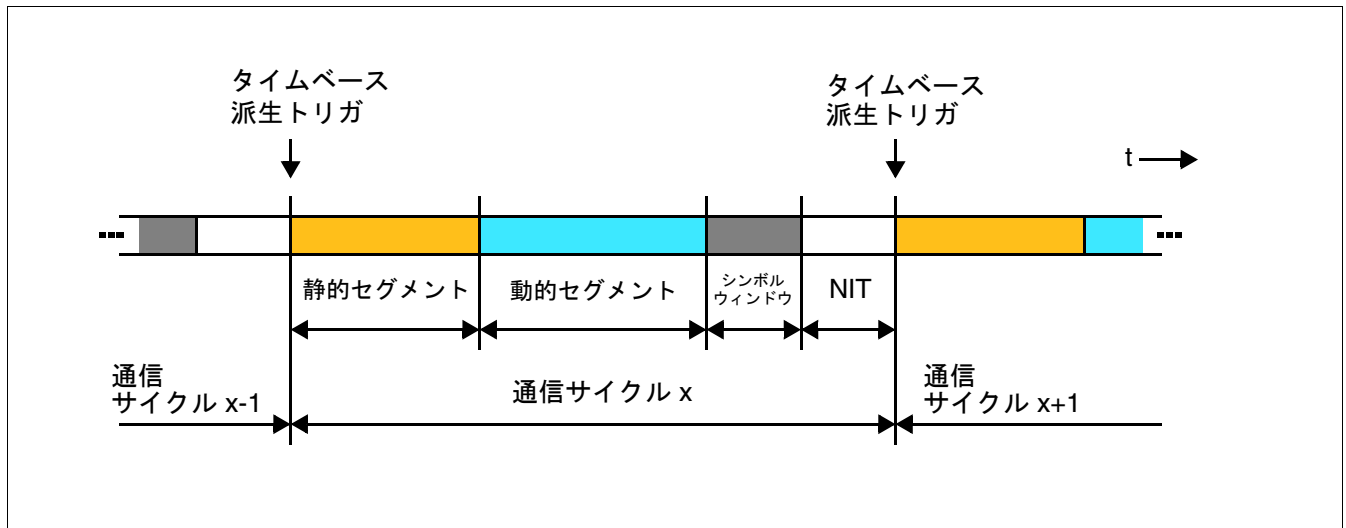 タイムベース
派生トリガ
タイムベース
派生トリガ
t
静的セグメント
動的セグメント
シンボル
ウィンドウ
NIT
通信
サイクル x-1
通信サイクル x
通信
サイクル x+1